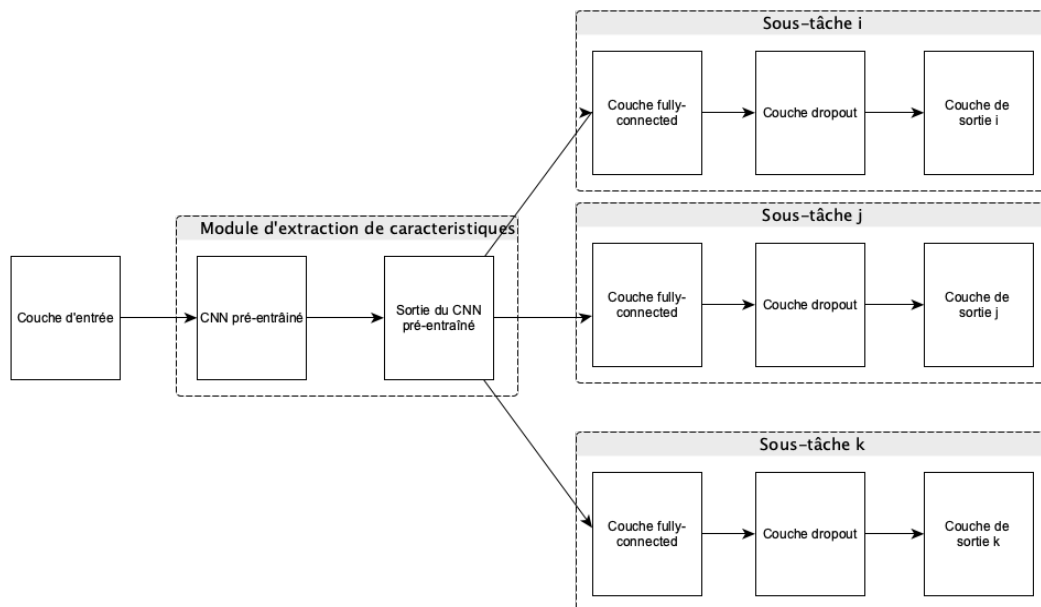 Sous-tâche i
Couche fully-
connected
Couche dropout
Couche de
sortie i
Sous-tâche j
Couche fully-
connected
Couche dropout
Couche de
sortie j
Module d'extraction de caracteristiques
Couche d'entrée
CNN pré-entrâiné
Sortie du CNN
pré-entraîné
Sous-tâche k
Couche fully-
connected
Couche dropout
Couche de
sortie k